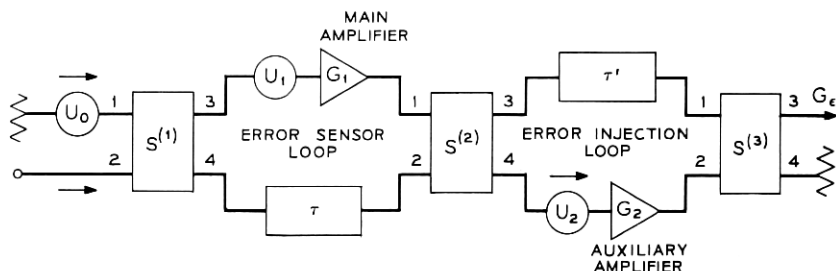 MAIN
AMPLIFIER
U₁ G₁ τ'
U₀ 1 S⁽¹⁾ 3 1 S⁽²⁾ 3 1 S⁽³⁾ 3 Gₑ
ERROR SENSOR
LOOP
ERROR INJECTION
LOOP
2 4 2 4 2 4
τ U₂ G₂
AUXILIARY
AMPLIFIER